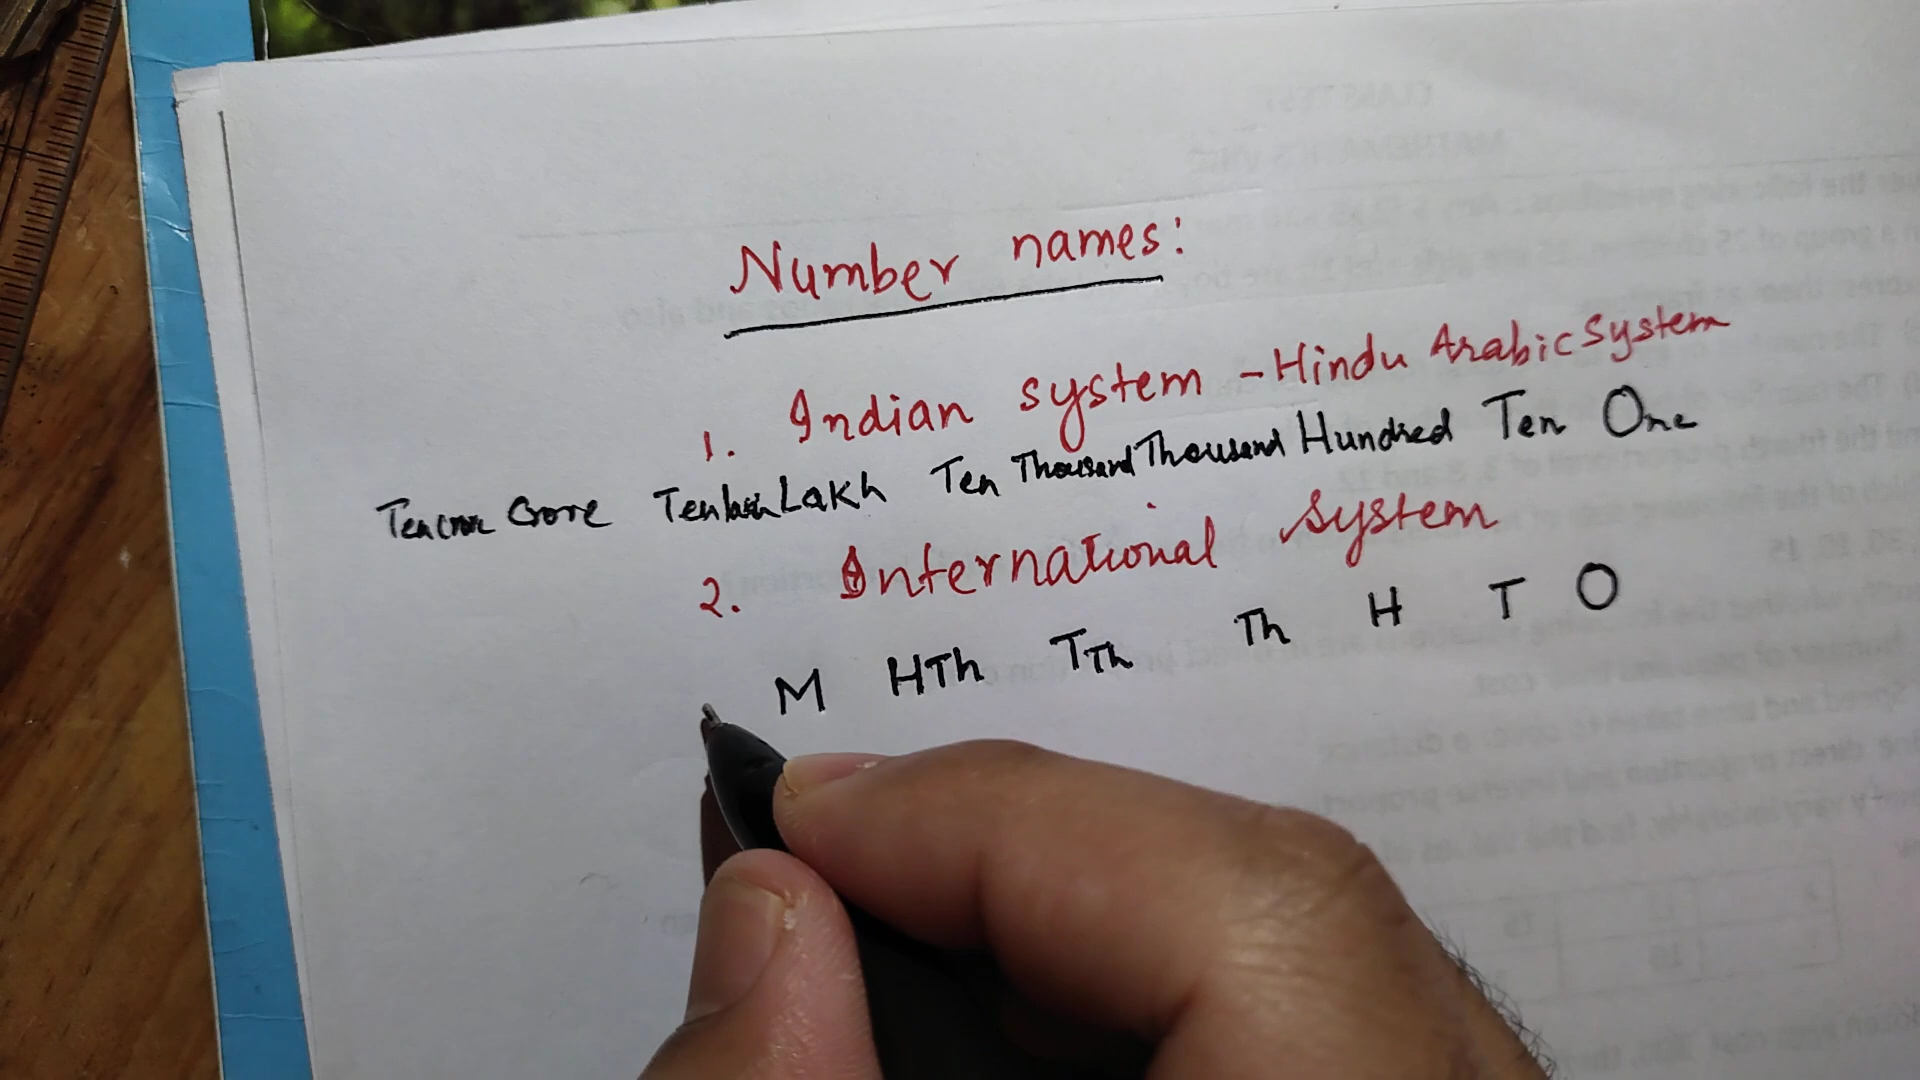 Number names:
1. Indian system - Hindu Arabic System
Ten crore Crore Ten lakh Lakh Ten Thousand Thousand Hundred Ten One
2. International System
M HTh TTh Th H T O